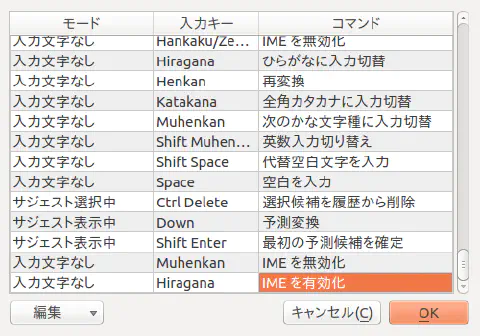 モード 入力キー コマンド
入力文字なし Hankaku/Ze... IME を無効化
入力文字なし Hiragana ひらがなに入力切替
入力文字なし Henkan 再変換
入力文字なし Katakana 全角カタカナに入力切替
入力文字なし Muhenkan 次のかな文字種に入力切替
入力文字なし Shift Muhen... 英数入力切り替え
入力文字なし Shift Space 代替空白文字を入力
入力文字なし Space 空白を入力
サジェスト選択中 Ctrl Delete 選択候補を履歴から削除
サジェスト表示中 Down 予測変換
サジェスト表示中 Shift Enter 最初の予測候補を確定
入力文字なし Muhenkan IME を無効化
入力文字なし Hiragana IME を有効化
編集 キャンセル(C) OK